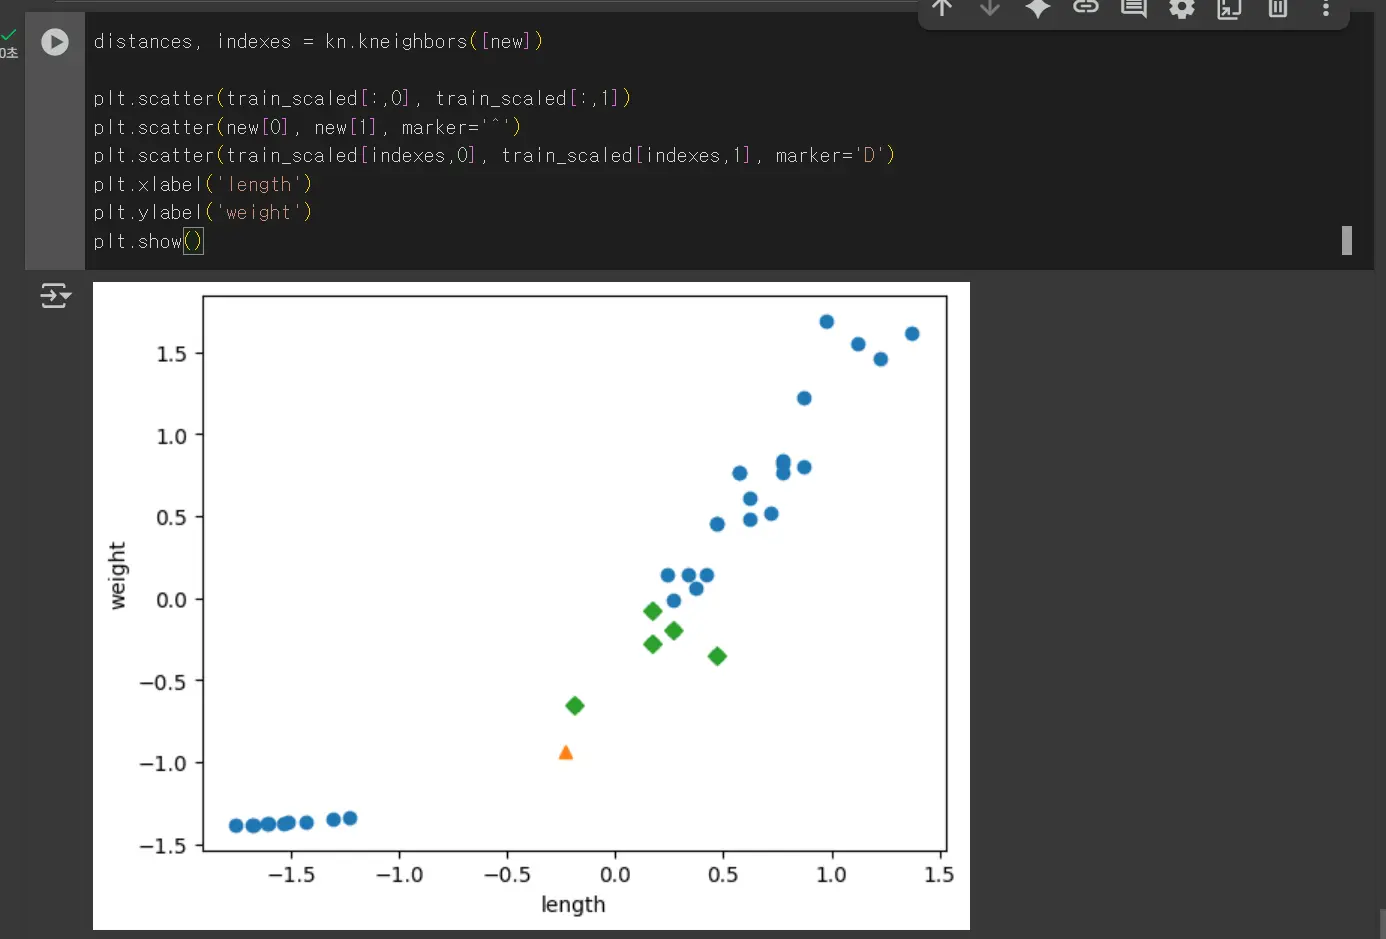 0초
distances, indexes = kn.kneighbors([new])
plt.scatter(train_scaled[:,0], train_scaled[:,1])
plt.scatter(new[0], new[1], marker='^')
plt.scatter(train_scaled[indexes,0], train_scaled[indexes,1], marker='D')
plt.xlabel('length')
plt.ylabel('weight')
plt.show()
1.5
1.0
0.5
0.0
−0.5
−1.0
−1.5
weight
−1.5 −1.0 −0.5 0.0 0.5 1.0 1.5
length